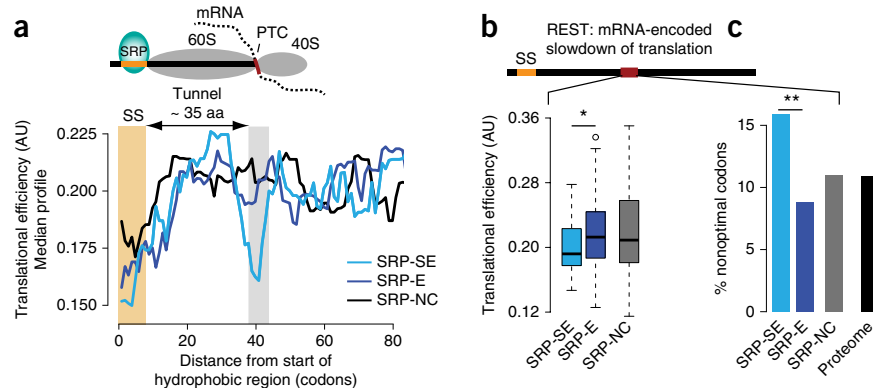 a
mRNA
60S
PTC
40S
SRP
Tunnel
~ 35 aa
SS
Translational efficiency (AU)
Median profile
0.225
0.200
0.175
0.150
SRP-SE
SRP-E
SRP-NC
0 20 40 60 80
Distance from start of
hydrophobic region (codons)
b
REST: mRNA-encoded
slowdown of translation
SS
Translational efficiency (AU)
0.36
0.28
0.20
0.12
*
SRP-SE
SRP-E
SRP-NC
c
% nonoptimal codons
15
10
5
0
**
SRP-SE
SRP-E
SRP-NC
Proteome